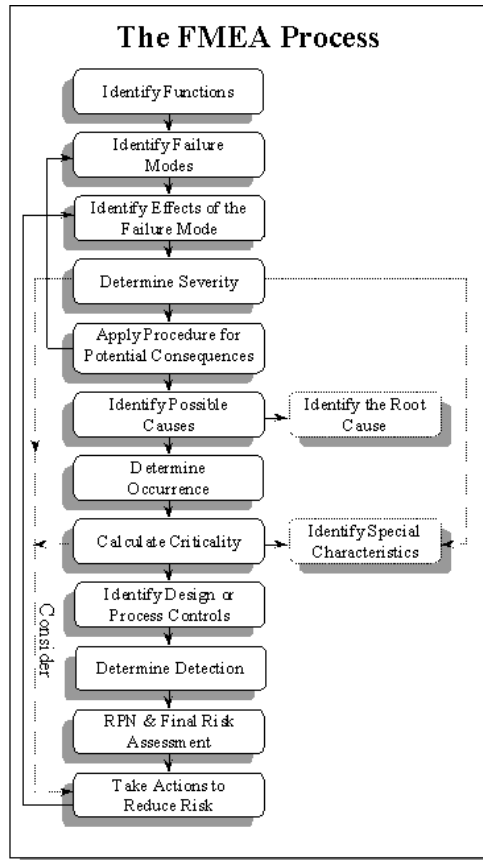 The FMEA Process
Identify Functions
Identify Failure
Modes
Identify Effects of the
Failure Mode
Determine Severity
Apply Procedure for
Potential Consequences
Identify Possible
Causes
Identify the Root
Cause
Determine
Occurrence
Calculate Criticality
Identify Special
Characteristics
Identify Design or
Process Controls
Consider
Determine Detection
RPN & Final Risk
Assessment
Take Actions to
Reduce Risk